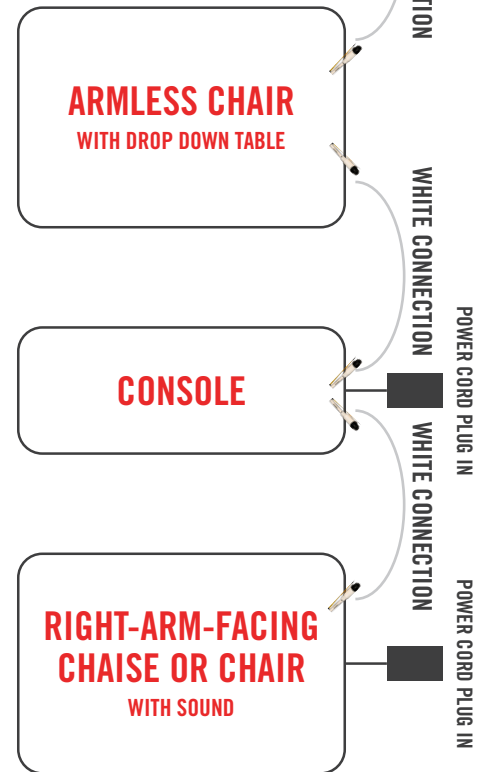 TION
ARMLESS CHAIR
WITH DROP DOWN TABLE
WHITE CONNECTION
POWER CORD PLUG IN
CONSOLE
WHITE CONNECTION
RIGHT-ARM-FACING
CHAISE OR CHAIR
WITH SOUND
POWER CORD PLUG IN